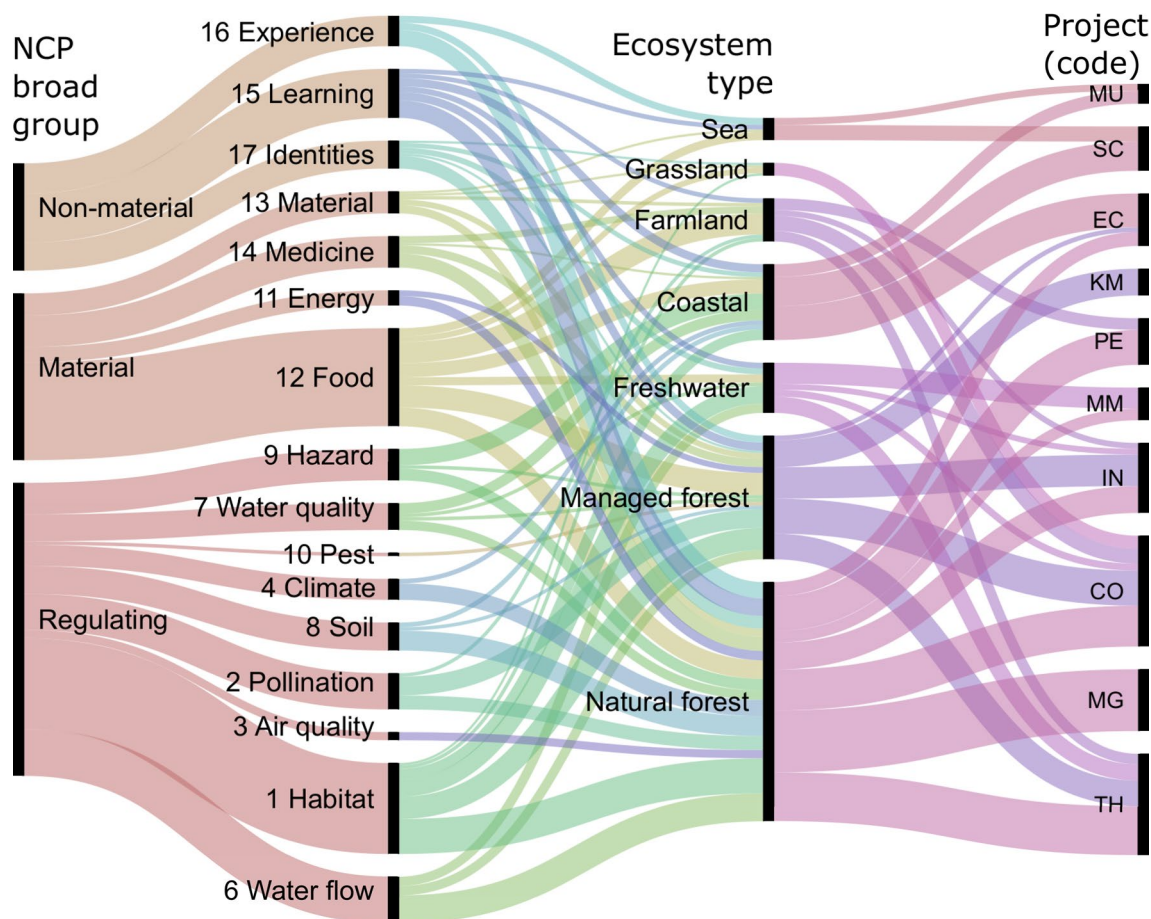 NCP
broad
group
Non-material
Material
Regulating
16 Experience
15 Learning
17 Identities
13 Material
14 Medicine
11 Energy
12 Food
9 Hazard
7 Water quality
10 Pest
4 Climate
8 Soil
2 Pollination
3 Air quality
1 Habitat
6 Water flow
Ecosystem
type
Sea
Grassland
Farmland
Coastal
Freshwater
Managed forest
Natural forest
Project
(code)
MU
SC
EC
KM
PE
MM
IN
CO
MG
TH